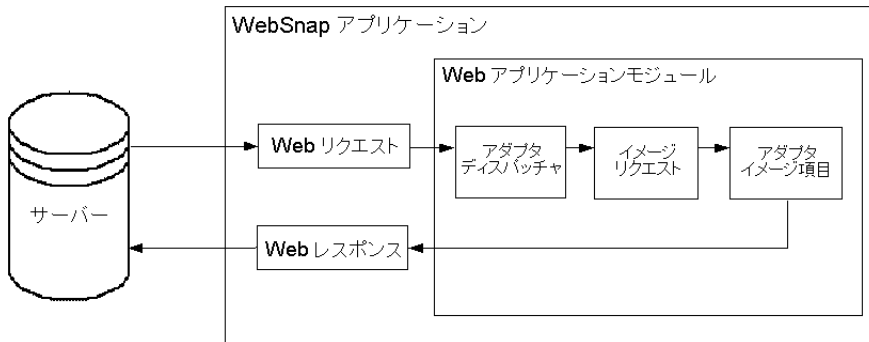 WebSnap アプリケーション
Web アプリケーションモジュール
サーバー
Web リクエスト
アダプタ
ディスパッチャ
イメージ
リクエスト
アダプタ
イメージ項目
Web レスポンス